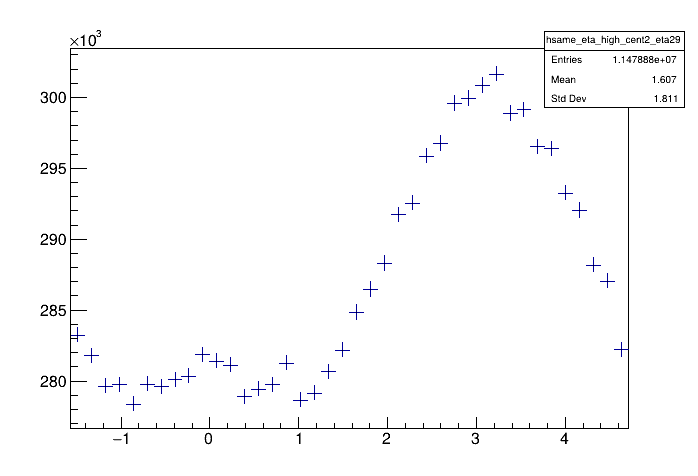 ×10³
hsame_eta_high_cent2_eta29
Entries 1.147888e+07
Mean 1.607
Std Dev 1.811
300
295
290
285
280
−1 0 1 2 3 4